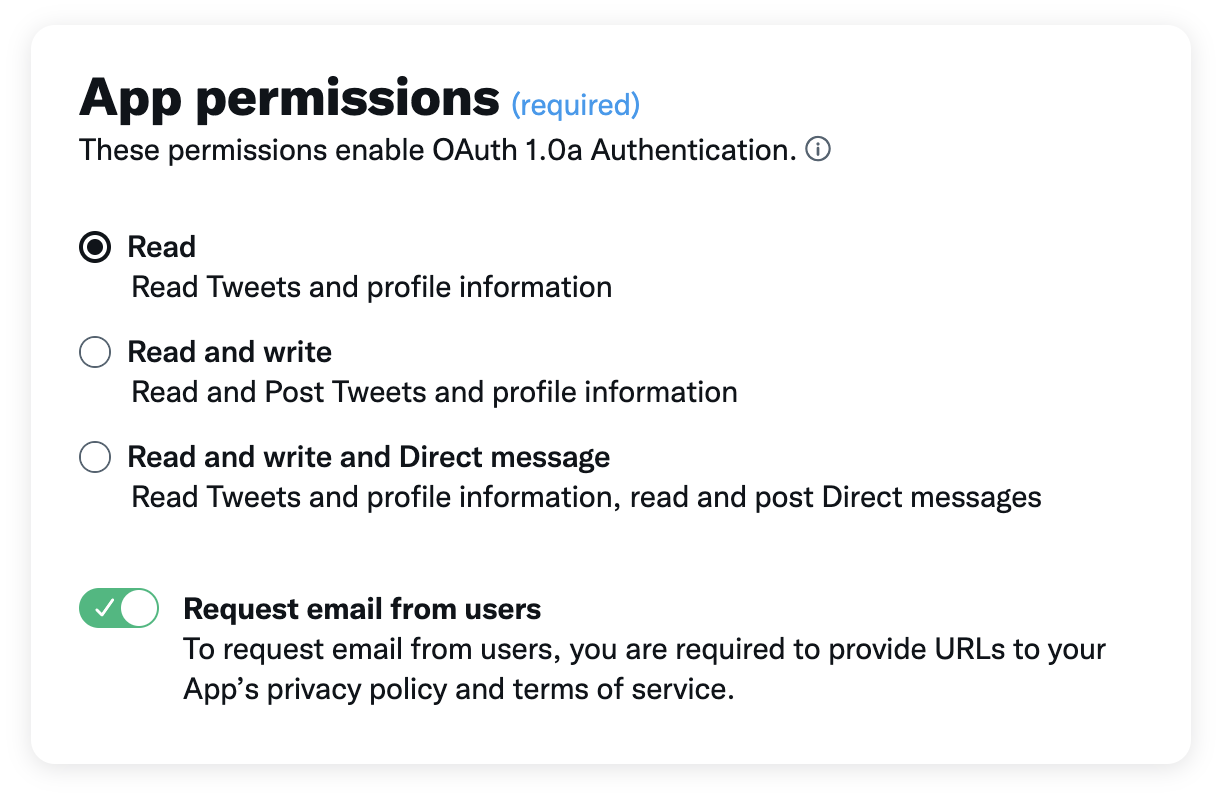 App permissions (required)
These permissions enable OAuth 1.0a Authentication.
Read
Read Tweets and profile information
Read and write
Read and Post Tweets and profile information
Read and write and Direct message
Read Tweets and profile information, read and post Direct messages
Request email from users
To request email from users, you are required to provide URLs to your
App’s privacy policy and terms of service.